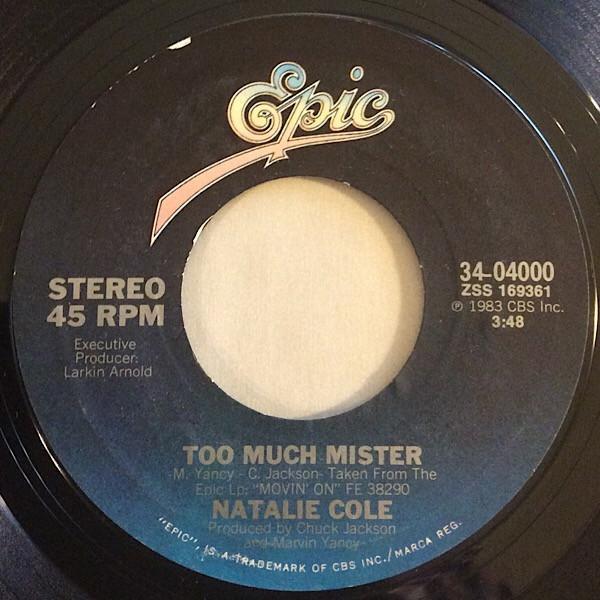 Epic
STEREO
45 RPM
34-04000
ZSS 169361
℗ 1983 CBS Inc.
3:48
Executive
Producer:
Larkin Arnold
TOO MUCH MISTER
-M. Yancy - C. Jackson- Taken From The
Epic Lp: "MOVIN' ON" FE 38290
NATALIE COLE
Produced by Chuck Jackson
and Marvin Yancy
"EPIC", IS A TRADEMARK OF CBS INC./MARCA REG.